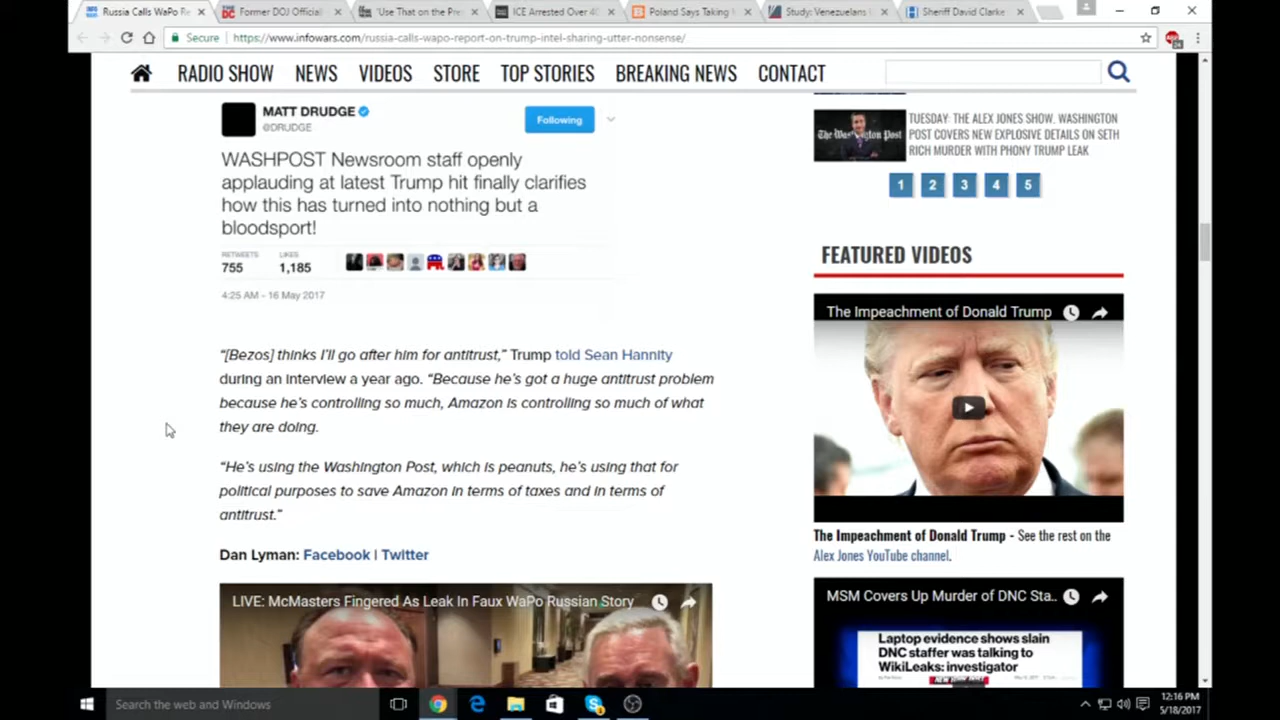 Russia Calls WaPo Re
Former DOJ Official
'Use That on the Pre
ICE Arrested Over 40
Poland Says Taking M
Study: Venezuelans
Sheriff David Clarke
Secure
https://www.infowars.com/russia-calls-wapo-report-on-trump-intel-sharing-utter-nonsense/
RADIO SHOW NEWS VIDEOS STORE TOP STORIES BREAKING NEWS CONTACT
MATT DRUDGE
@DRUDGE
Following
WASHPOST Newsroom staff openly
applauding at latest Trump hit finally clarifies
how this has turned into nothing but a
bloodsport!
RETWEETS LIKES
755 1,185
4:25 AM - 16 May 2017
“[Bezos] thinks I’ll go after him for antitrust,” Trump told Sean Hannity
during an interview a year ago. “Because he’s got a huge antitrust problem
because he’s controlling so much, Amazon is controlling so much of what
they are doing.
“He’s using the Washington Post, which is peanuts, he’s using that for
political purposes to save Amazon in terms of taxes and in terms of
antitrust.”
Dan Lyman: Facebook | Twitter
LIVE: McMasters Fingered As Leak In Faux WaPo Russian Story
The Washington Post
TUESDAY: THE ALEX JONES SHOW. WASHINGTON
POST COVERS NEW EXPLOSIVE DETAILS ON SETH
RICH MURDER WITH PHONY TRUMP LEAK
1 2 3 4 5
FEATURED VIDEOS
The Impeachment of Donald Trump
The Impeachment of Donald Trump - See the rest on the
Alex Jones YouTube channel.
MSM Covers Up Murder of DNC Sta..
Laptop evidence shows slain
DNC staffer was talking to
WikiLeaks: investigator
Search the web and Windows
12:16 PM
5/18/2017